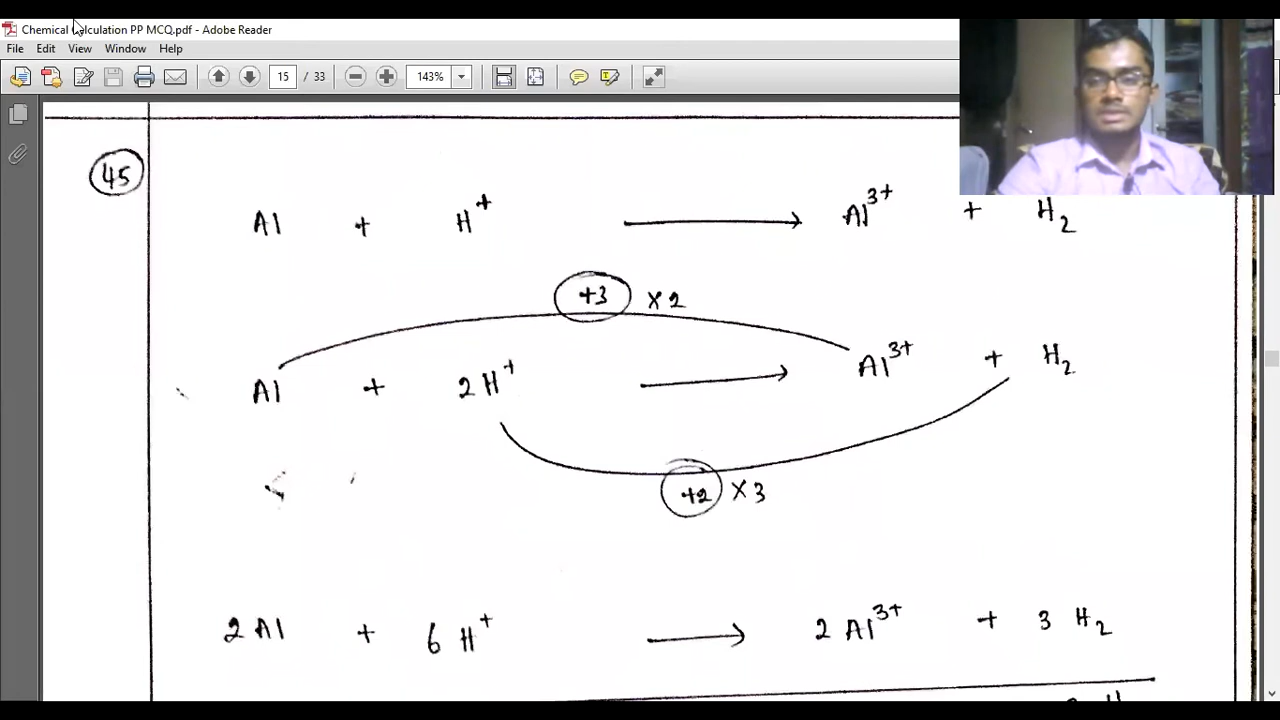 Chemical Calculation PP MCQ.pdf - Adobe Reader
File Edit View Window Help
15 / 33 143%
45
Al + H⁺ ⟶ Al³⁺ + H₂
+3 × 2
Al + 2H⁺ ⟶ Al³⁺ + H₂
+2 × 3
2Al + 6H⁺ ⟶ 2Al³⁺ + 3H₂